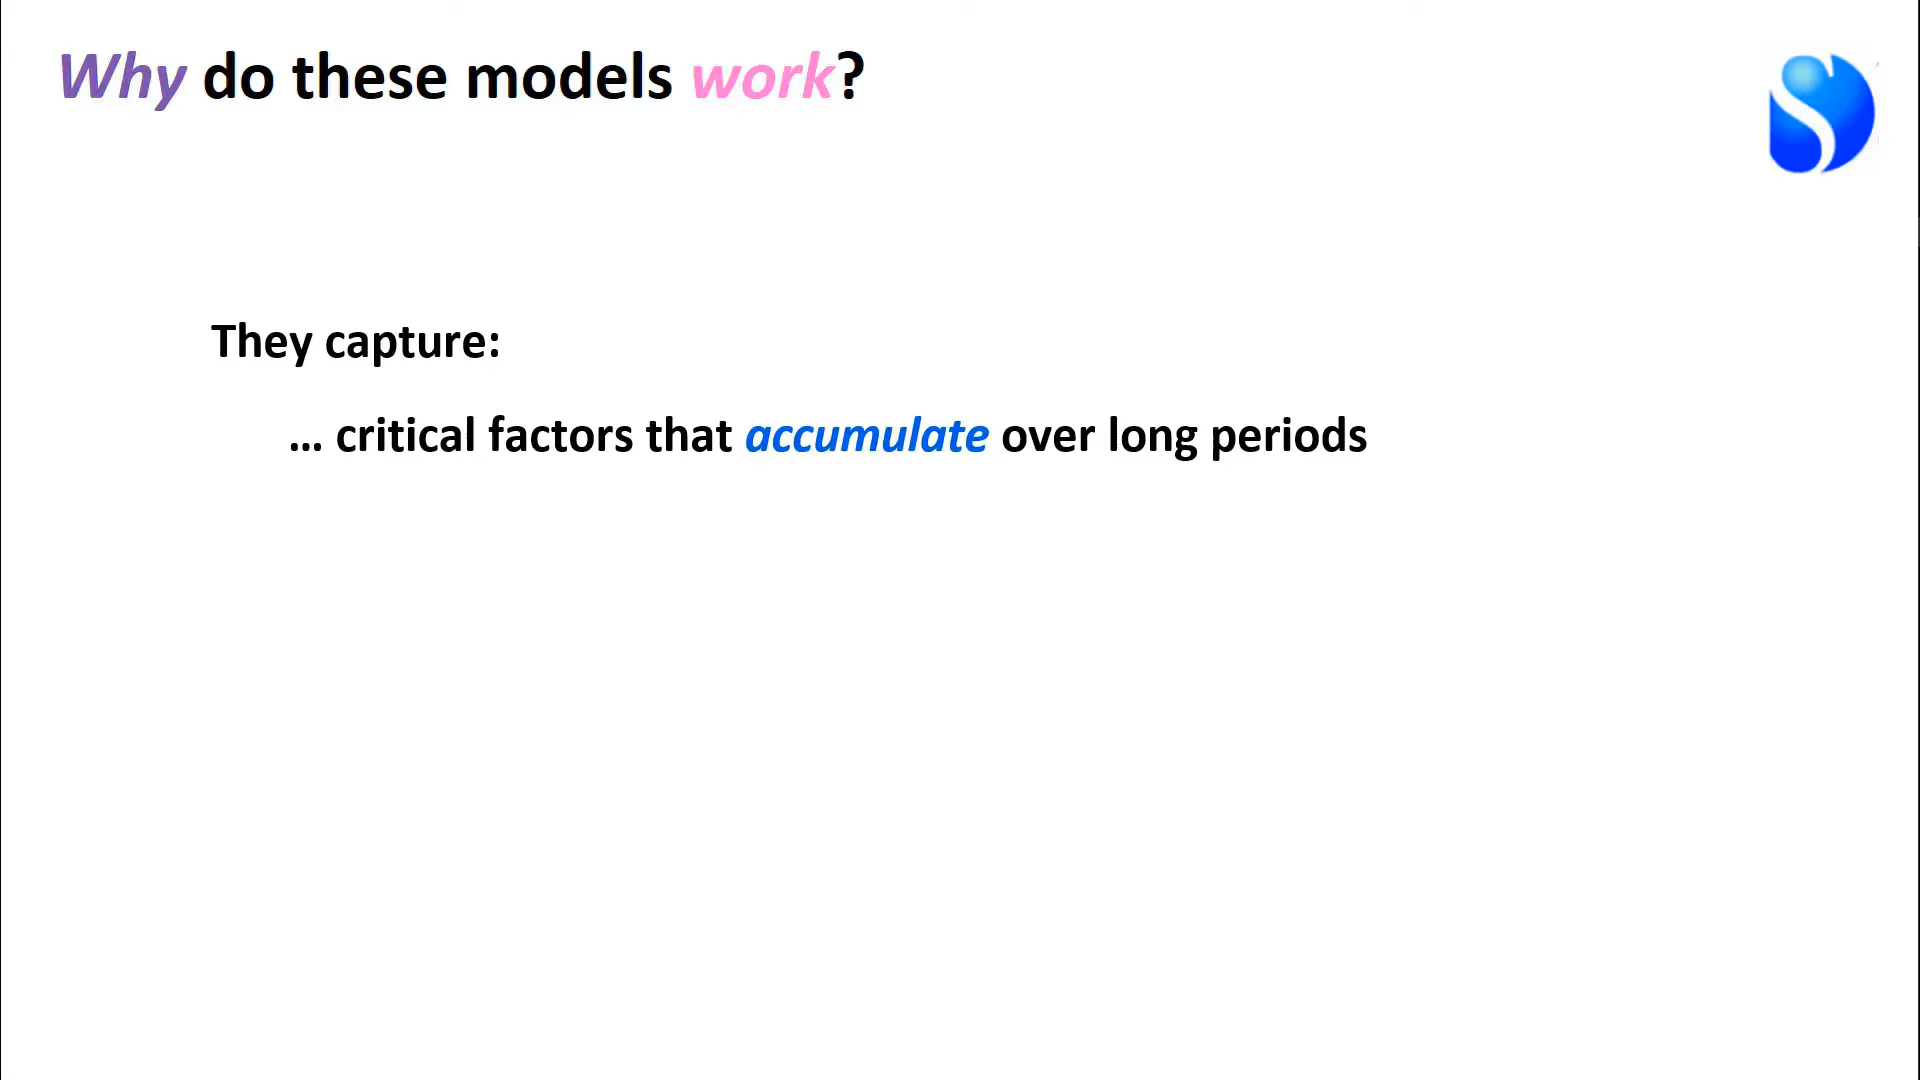 Why do these models work?
They capture:
... critical factors that accumulate over long periods